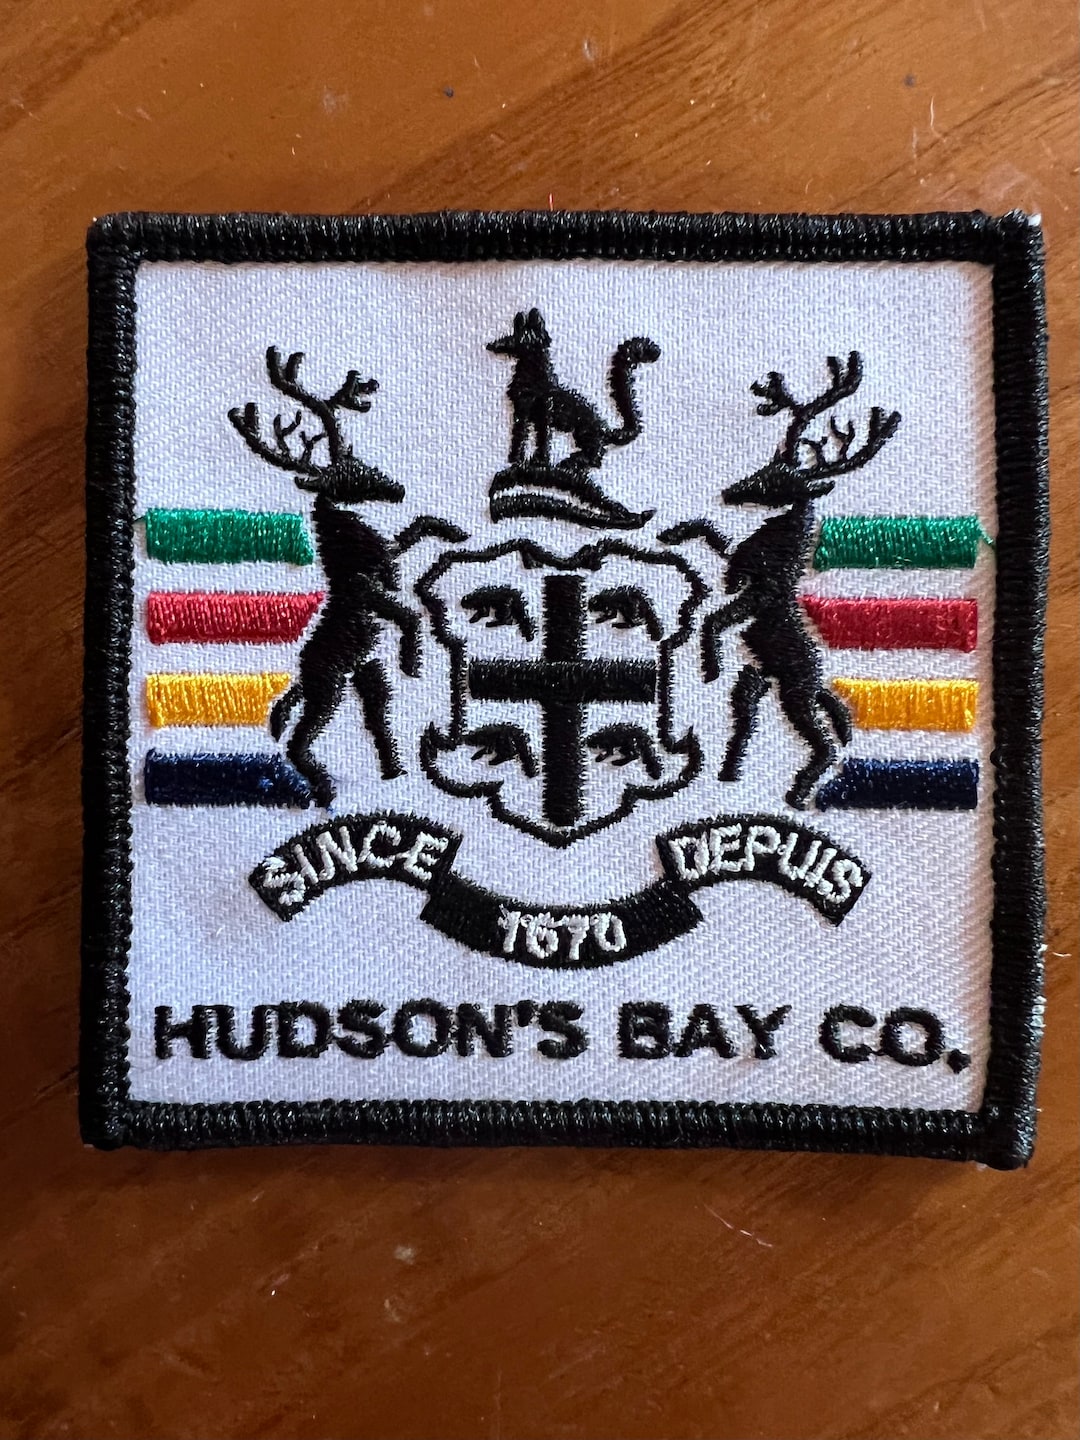 SINCE DEPUIS
1670
HUDSON'S BAY CO.